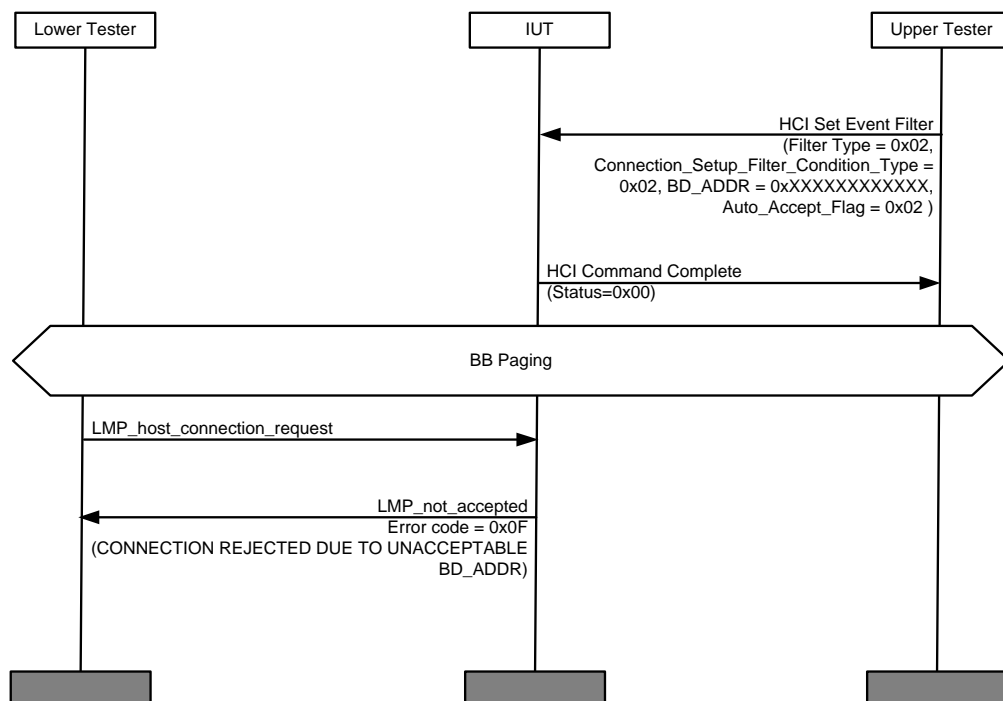 Lower Tester
IUT
Upper Tester
HCI Set Event Filter
(Filter Type = 0x02,
Connection_Setup_Filter_Condition_Type =
0x02, BD_ADDR = 0xXXXXXXXXXXXX,
Auto_Accept_Flag = 0x02 )
HCI Command Complete
(Status=0x00)
BB Paging
LMP_host_connection_request
LMP_not_accepted
Error code = 0x0F
(CONNECTION REJECTED DUE TO UNACCEPTABLE
BD_ADDR)